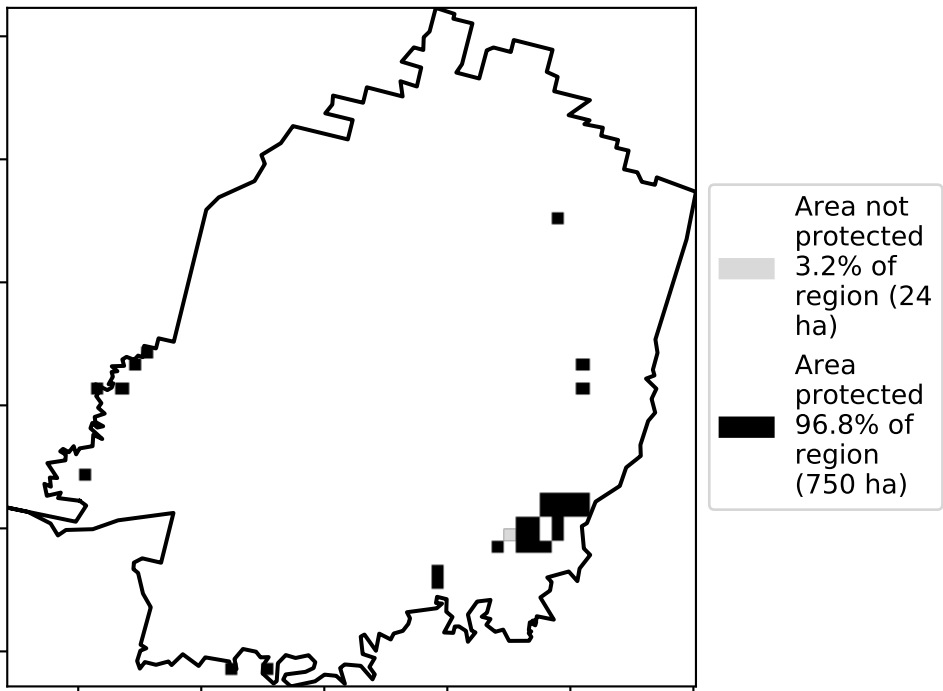 Area not
protected
3.2% of
region (24
ha)
Area
protected
96.8% of
region
(750 ha)